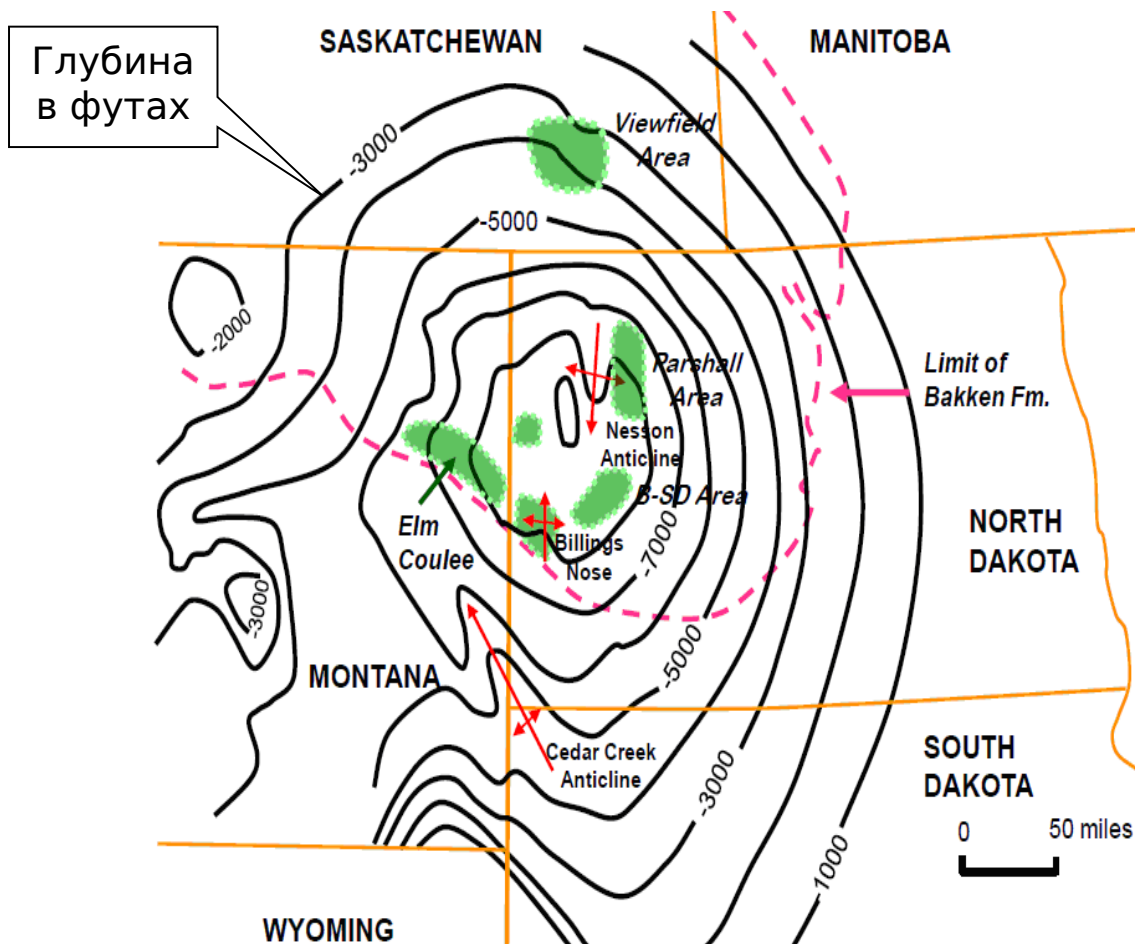 SASKATCHEWAN
MANITOBA
Глубина
в футах
-3000
Viewfield
Area
-5000
-2000
Parshall
Area
Limit of
Bakken Fm.
Nesson
Anticline
B-SD Area
Elm
Coulee
Billings
Nose
-7000
NORTH
DAKOTA
-3000
-5000
MONTANA
Cedar Creek
Anticline
SOUTH
DAKOTA
-3000
0 50 miles
-1000
WYOMING